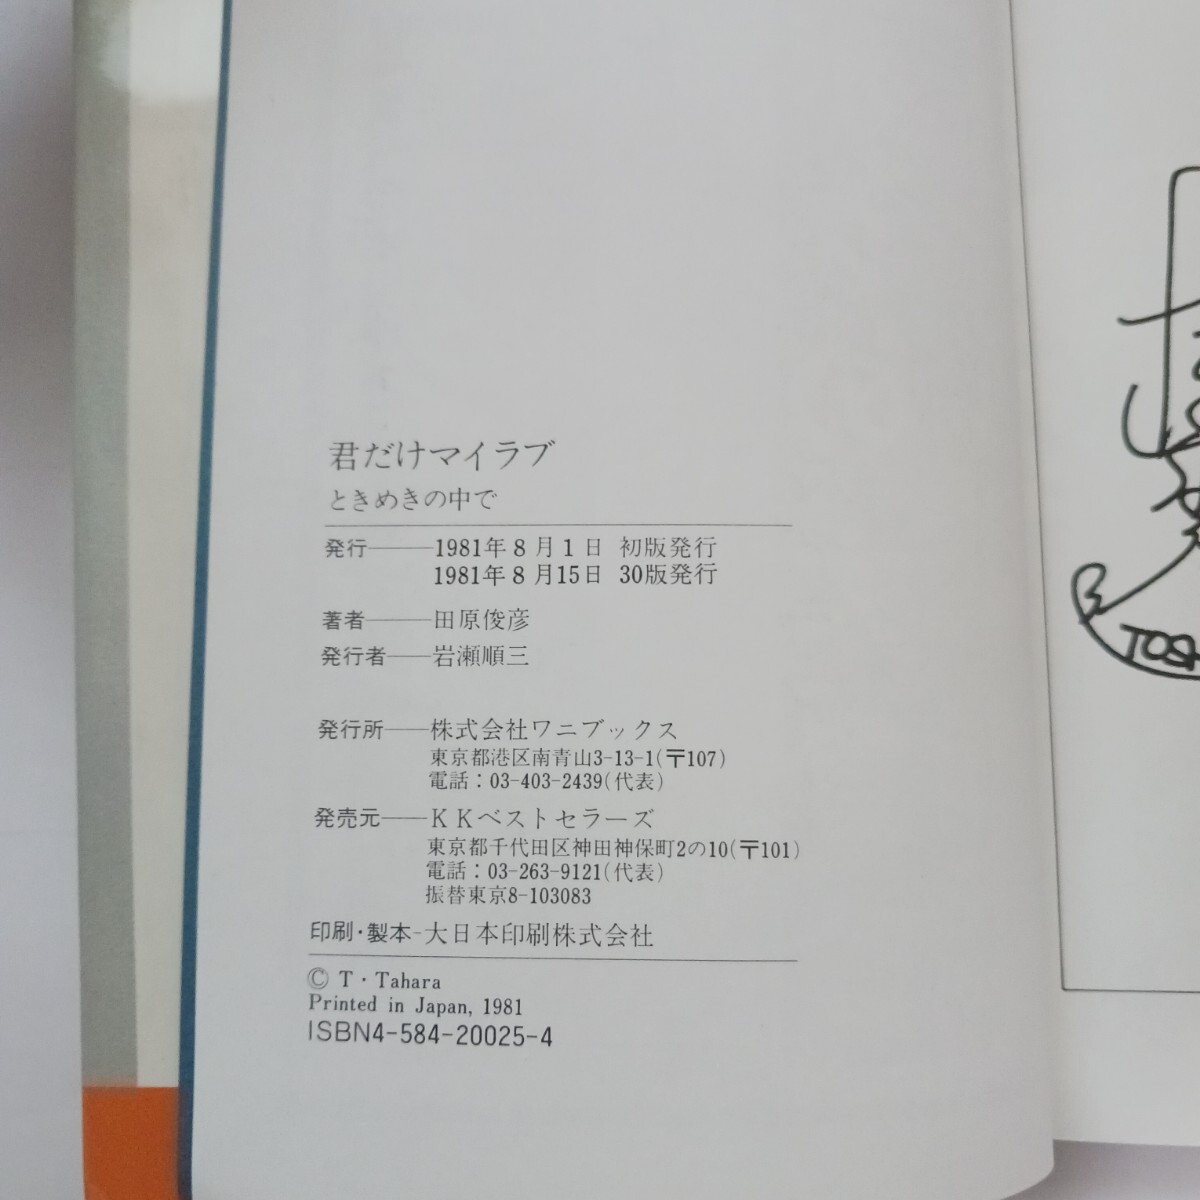 君だけマイラブ
ときめきの中で
発行――1981年8月1日 初版発行
1981年8月15日 30版発行
著者――田原俊彦
発行者――岩瀬順三
発行所――株式会社ワニブックス
東京都港区南青山3-13-1(〒107)
電話:03-403-2439(代表)
発売元――KKベストセラーズ
東京都千代田区神田神保町2の10(〒101)
電話:03-263-9121(代表)
振替東京8-103083
印刷・製本-大日本印刷株式会社
© T・Tahara
Printed in Japan, 1981
ISBN4-584-20025-4
TOSH